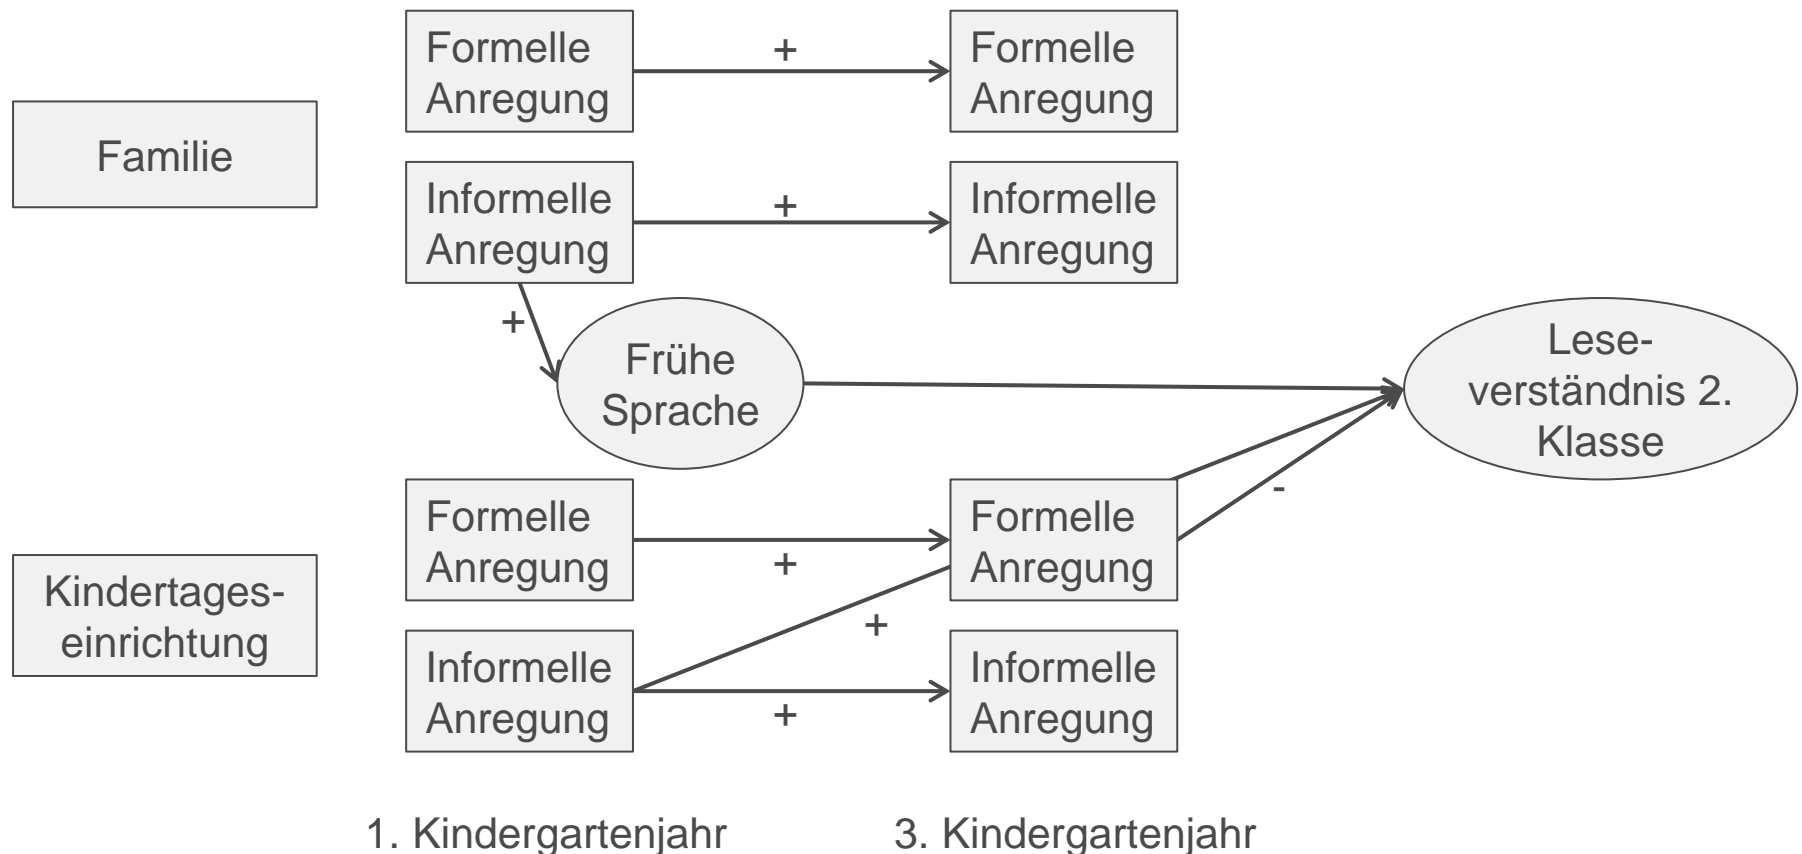 Formelle
Anregung
+
Formelle
Anregung
Familie
Informelle
Anregung
+
Informelle
Anregung
+
Frühe
Sprache
Lese-
verständnis 2.
Klasse
Formelle
Anregung
+
Formelle
Anregung
-
Kindertages-
einrichtung
+
Informelle
Anregung
+
Informelle
Anregung
1. Kindergartenjahr
3. Kindergartenjahr